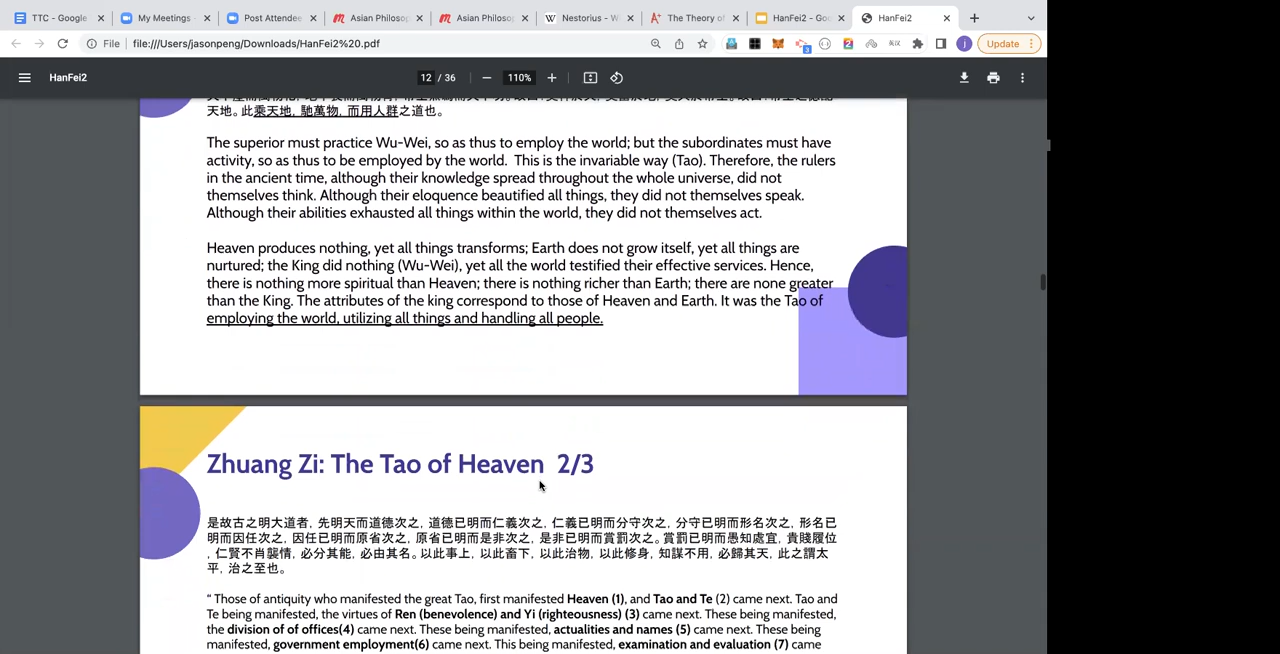 TTC - Google
My Meetings -
Post Attendee
Asian Philosop
Asian Philosop
Nestorius - W
The Theory of
HanFei2 - Goo
HanFei2
File
file:///Users/jasonpeng/Downloads/HanFei2%20.pdf
Update
HanFei2
12 / 36
110%
天地。此乘天地, 馳萬物, 而用人群之道也。
The superior must practice Wu-Wei, so as thus to employ the world; but the subordinates must have
activity, so as thus to be employed by the world. This is the invariable way (Tao). Therefore, the rulers
in the ancient time, although their knowledge spread throughout the whole universe, did not
themselves think. Although their eloquence beautified all things, they did not themselves speak.
Although their abilities exhausted all things within the world, they did not themselves act.
Heaven produces nothing, yet all things transforms; Earth does not grow itself, yet all things are
nurtured; the King did nothing (Wu-Wei), yet all the world testified their effective services. Hence,
there is nothing more spiritual than Heaven; there is nothing richer than Earth; there are none greater
than the King. The attributes of the king correspond to those of Heaven and Earth. It was the Tao of
employing the world, utilizing all things and handling all people.
Zhuang Zi: The Tao of Heaven 2/3
是故古之明大道者, 先明天而道德次之, 道德已明而仁義次之, 仁義已明而分守次之, 分守已明而形名次之, 形名已
明而因任次之, 因任已明而原省次之, 原省已明而是非次之, 是非已明而賞罰次之。賞罰已明而愚知處宜, 貴賤履位
, 仁賢不肖襲情, 必分其能, 必由其名。以此事上, 以此畜下, 以此治物, 以此修身, 知謀不用, 必歸其天, 此之謂太
平, 治之至也。
“ Those of antiquity who manifested the great Tao, first manifested Heaven (1), and Tao and Te (2) came next. Tao and
Te being manifested, the virtues of Ren (benevolence) and Yi (righteousness) (3) came next. These being manifested,
the division of of offices(4) came next. These being manifested, actualities and names (5) came next. These being
manifested, government employment(6) came next. This being manifested, examination and evaluation (7) came